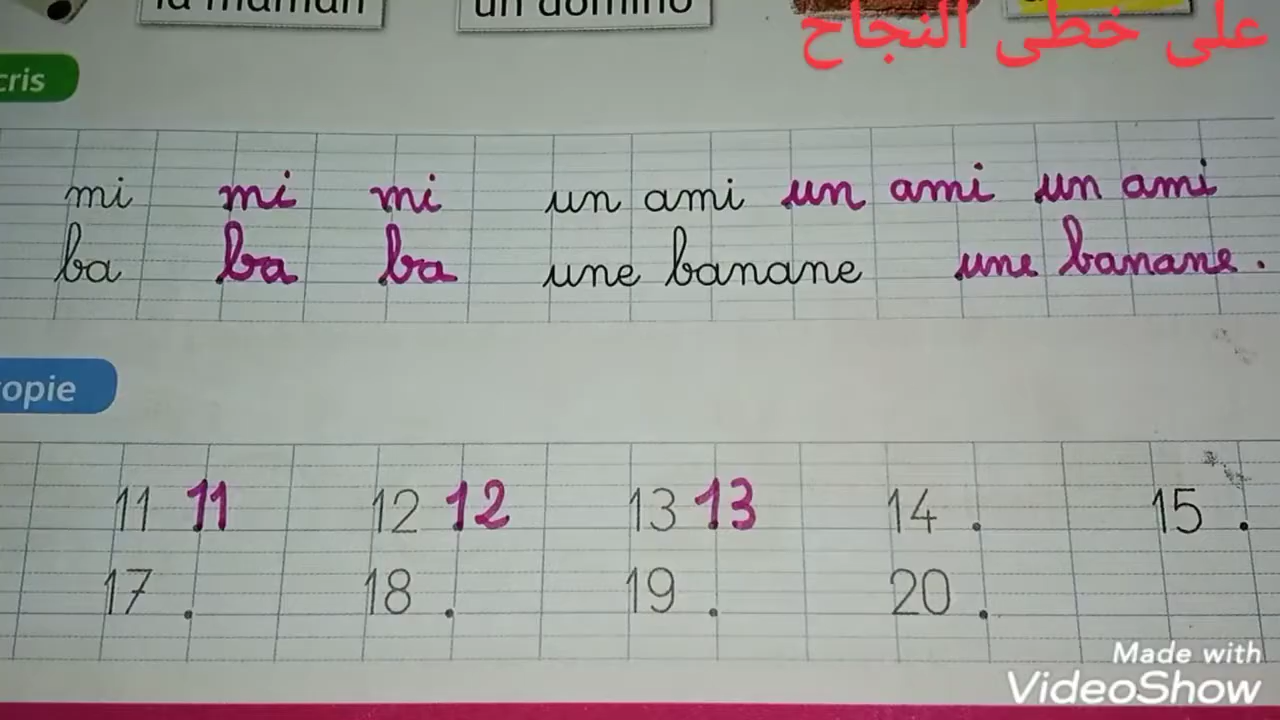 la maman un domino
على خطى النجاح
cris
mi mi mi un ami un ami un ami
ba ba ba une banane une banane.
opie
11 11 12 12 13 13 14 . 15 .
17 . 18 . 19 . 20 .
Made with
VideoShow